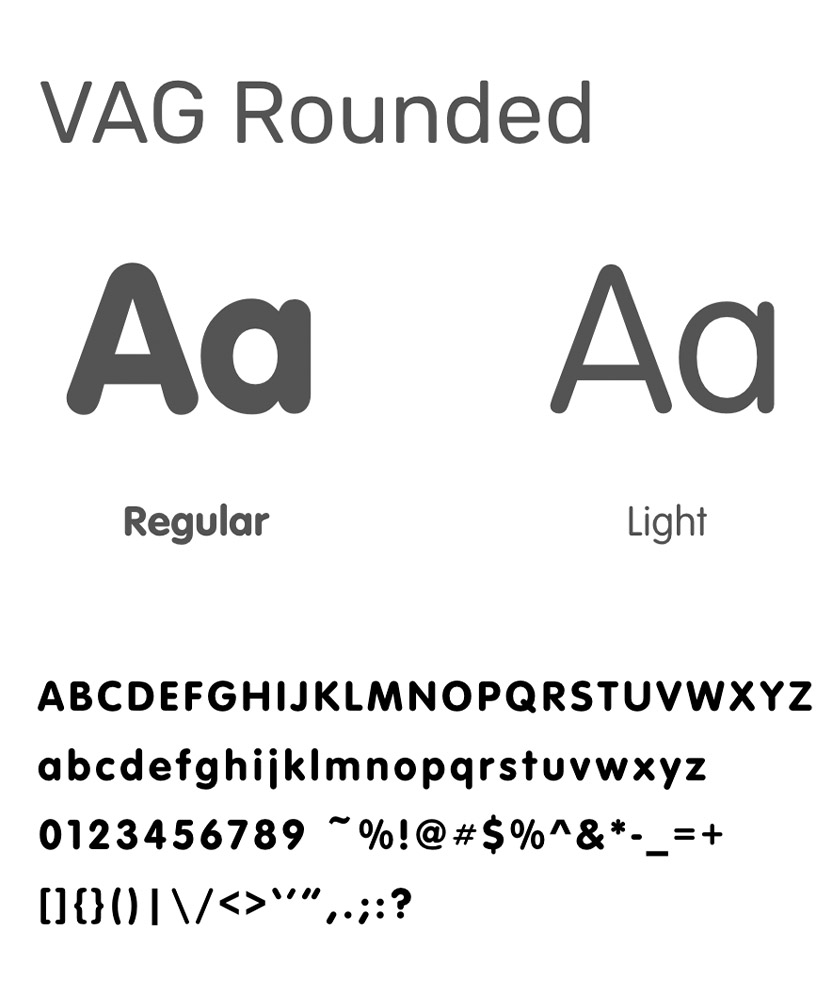 VAG Rounded
Aa Aa
Regular Light
ABCDEFGHIJKLMNOPQRSTUVWXYZ
abcdefghijklmnopqrstuvwxyz
0123456789 ~%!@#$%^&*-_=+
[]{}()|\/<>‵′″,.;:?